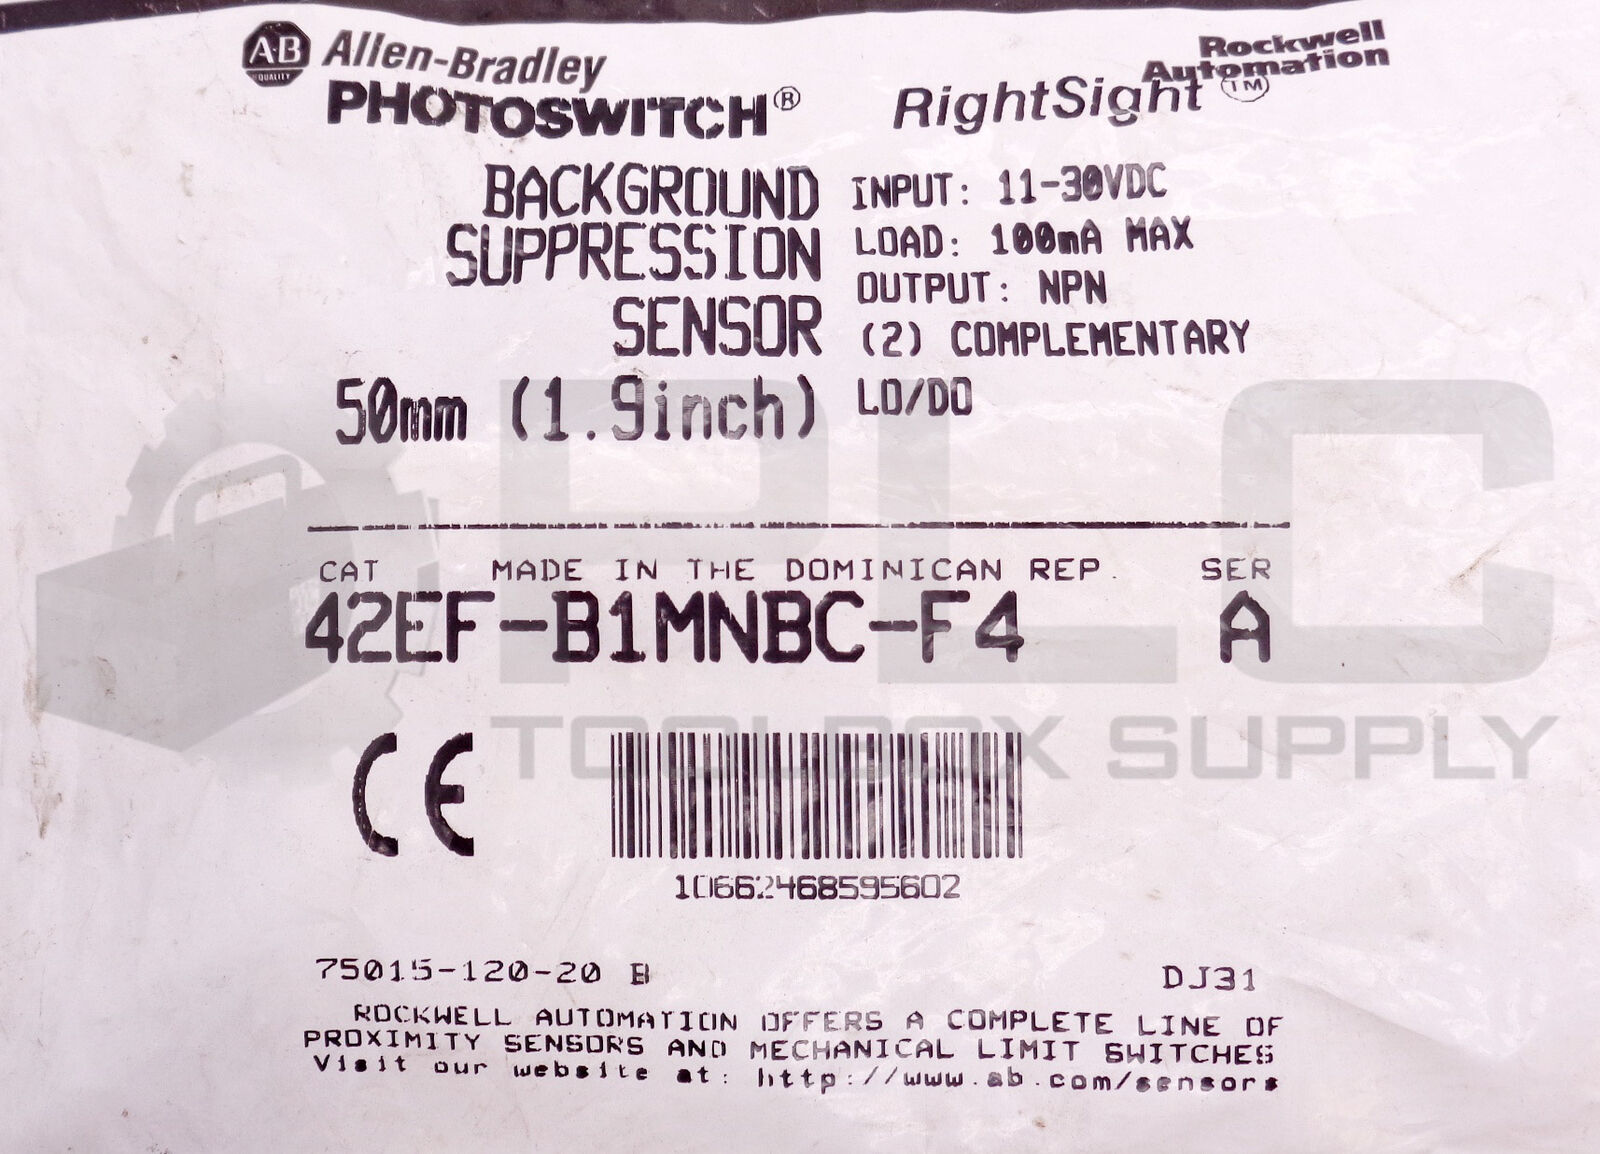 A-B
QUALITY
Allen-Bradley
PHOTOSWITCH®
RightSight™
Rockwell
Automation
BACKGROUND
SUPPRESSION
SENSOR
50mm (1.9inch)
INPUT: 11-30VDC
LOAD: 100mA MAX
OUTPUT: NPN
(2) COMPLEMENTARY
LO/DO
CAT MADE IN THE DOMINICAN REP. SER
42EF-B1MNBC-F4 A
CE
10662468595602
75015-120-20 B DJ31
ROCKWELL AUTOMATION OFFERS A COMPLETE LINE OF
PROXIMITY SENSORS AND MECHANICAL LIMIT SWITCHES
Visit our website at: http://www.ab.com/sensors
PLC
TOOLBOX SUPPLY